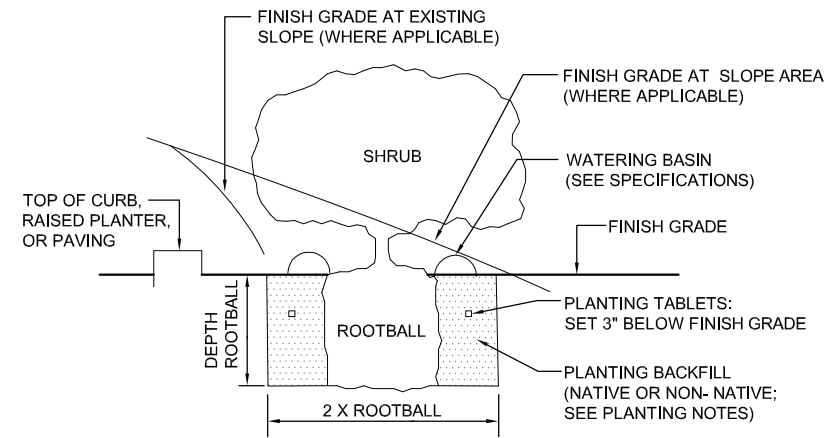 FINISH GRADE AT EXISTING
SLOPE (WHERE APPLICABLE)
FINISH GRADE AT SLOPE AREA
(WHERE APPLICABLE)
SHRUB
WATERING BASIN
(SEE SPECIFICATIONS)
TOP OF CURB,
RAISED PLANTER,
OR PAVING
FINISH GRADE
DEPTH
ROOTBALL
ROOTBALL
PLANTING TABLETS:
SET 3" BELOW FINISH GRADE
PLANTING BACKFILL
(NATIVE OR NON- NATIVE;
SEE PLANTING NOTES)
2 X ROOTBALL